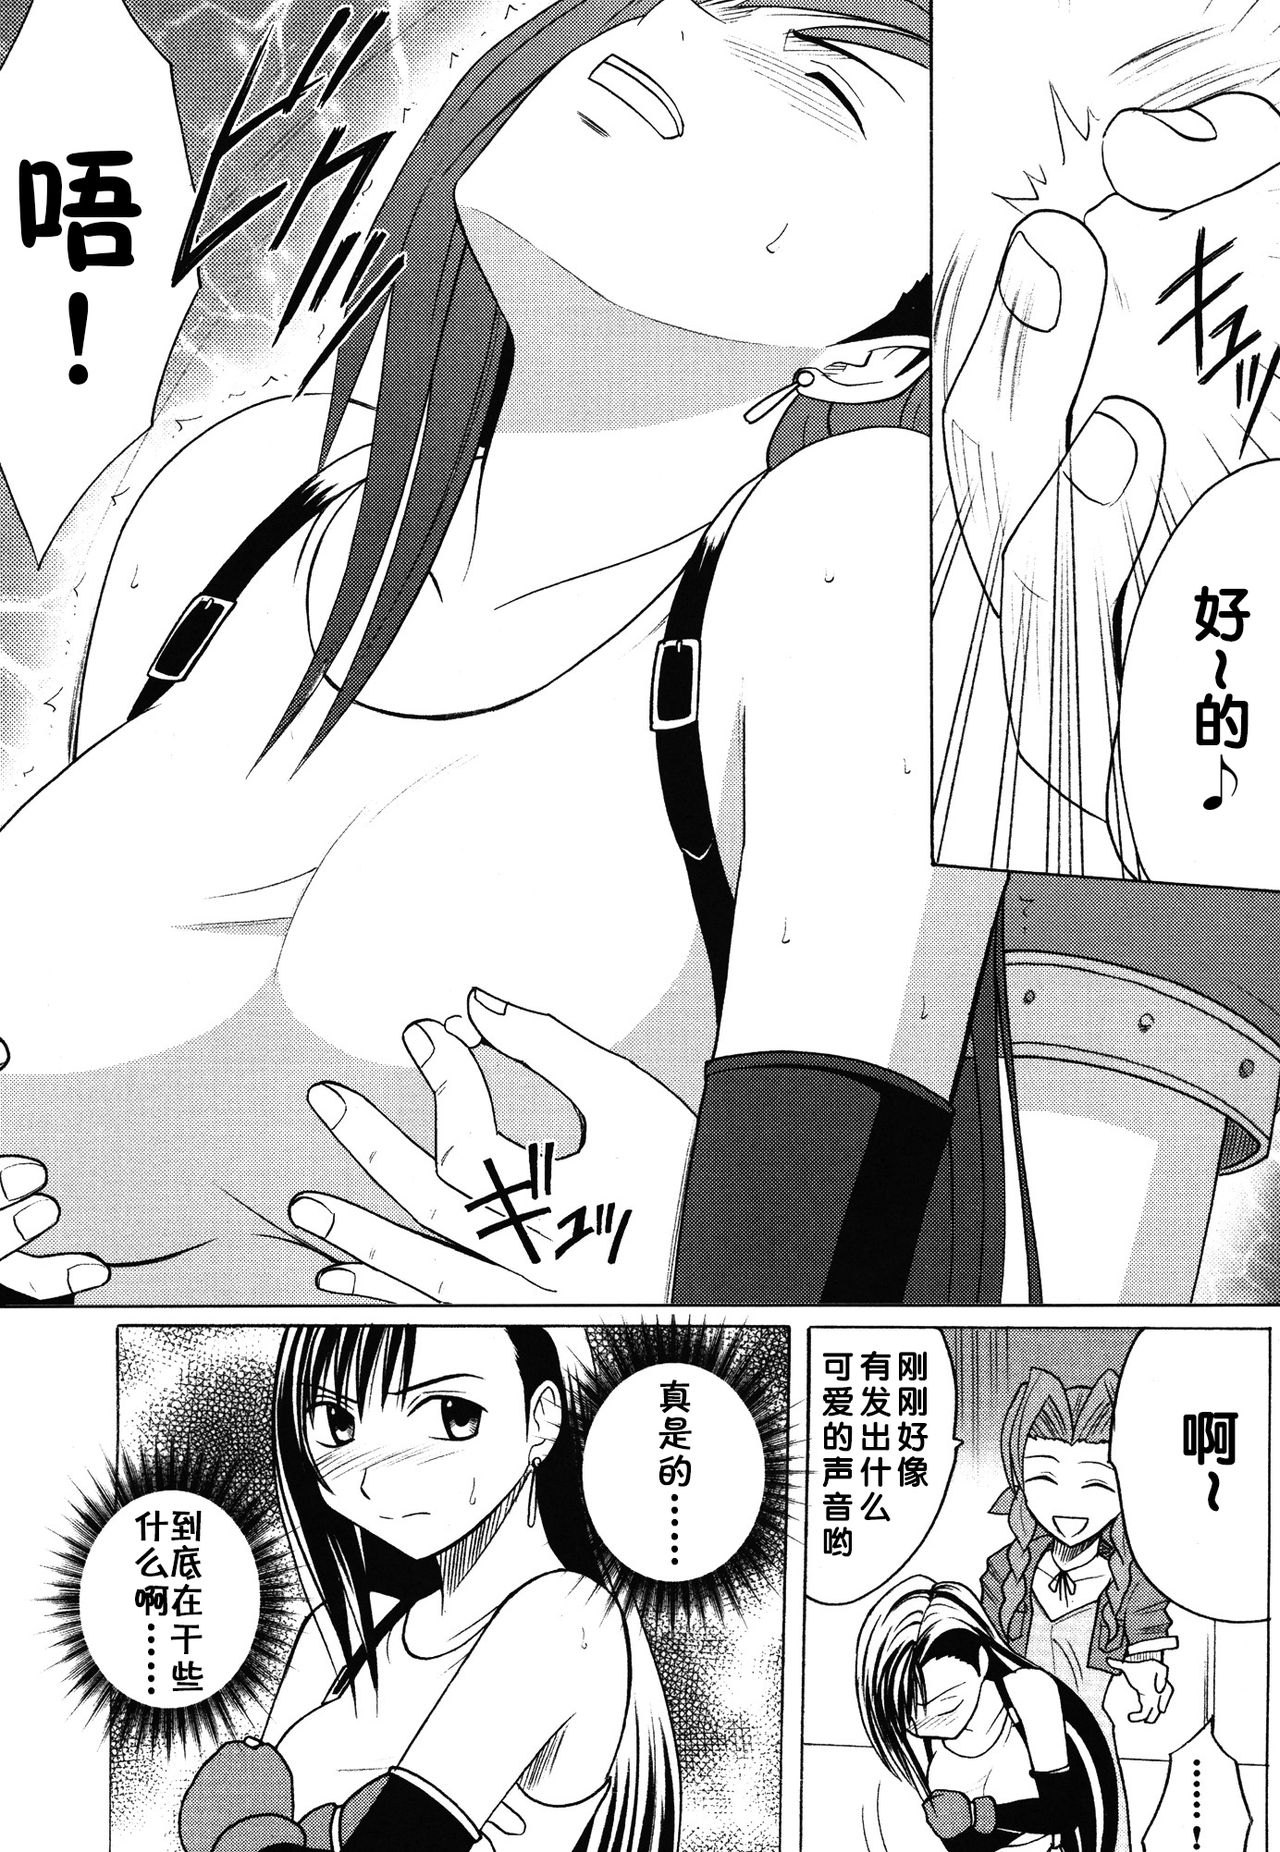 好～的♪
キュッ
ビクッ
唔！
ギュッ
啊～
刚刚好像
有发出什么
可爱的声音哟
……！
真是的……
到底在干些
什么啊……